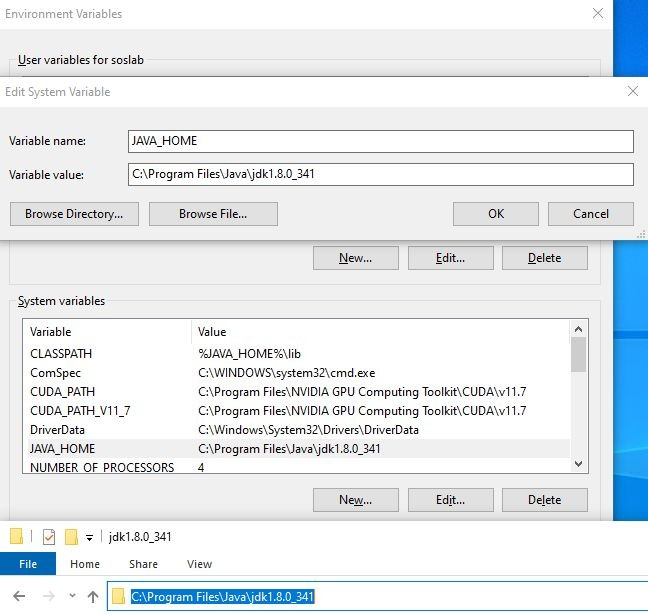 Environment Variables
User variables for soslab
Edit System Variable
Variable name: JAVA_HOME
Variable value: C:\Program Files\Java\jdk1.8.0_341
Browse Directory... Browse File... OK Cancel
New... Edit... Delete
System variables
Variable Value
CLASSPATH %JAVA_HOME%\lib
ComSpec C:\WINDOWS\system32\cmd.exe
CUDA_PATH C:\Program Files\NVIDIA GPU Computing Toolkit\CUDA\v11.7
CUDA_PATH_V11_7 C:\Program Files\NVIDIA GPU Computing Toolkit\CUDA\v11.7
DriverData C:\Windows\System32\Drivers\DriverData
JAVA_HOME C:\Program Files\Java\jdk1.8.0_341
NUMBER_OF_PROCESSORS 4
New... Edit... Delete
jdk1.8.0_341
File Home Share View
C:\Program Files\Java\jdk1.8.0_341